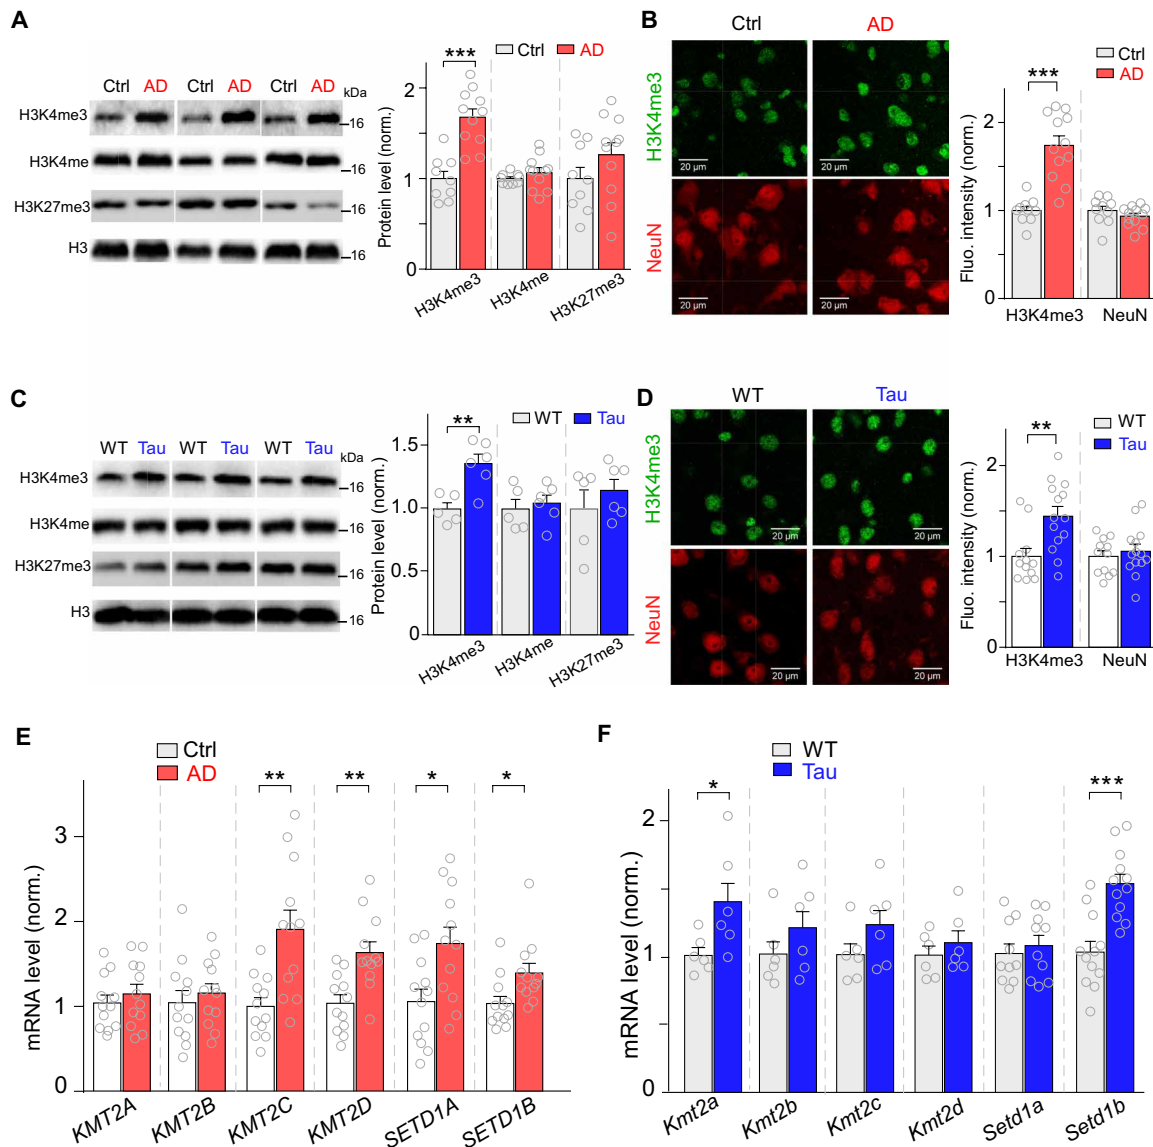 A
Ctrl AD Ctrl AD Ctrl AD
kDa
H3K4me3
16
H3K4me
16
H3K27me3
16
H3
16
Ctrl AD
***
Protein level (norm.)
2
1
0
H3K4me3 H3K4me H3K27me3
B
Ctrl AD
H3K4me3
20 µm 20 µm
NeuN
20 µm 20 µm
Ctrl
AD
***
Fluo. intensity (norm.)
2
1
0
H3K4me3 NeuN
C
WT Tau WT Tau WT Tau
kDa
H3K4me3
16
H3K4me
16
H3K27me3
16
H3
16
WT Tau
**
Protein level (norm.)
1.5
1.0
0.5
0
H3K4me3 H3K4me H3K27me3
D
WT Tau
H3K4me3
20 µm 20 µm
NeuN
20 µm 20 µm
WT
Tau
**
Fluo. intensity (norm.)
2
1
0
H3K4me3 NeuN
E
Ctrl
AD
** ** * *
mRNA level (norm.)
3
2
1
0
KMT2A KMT2B KMT2C KMT2D SETD1A SETD1B
F
WT
Tau
* ***
mRNA level (norm.)
2
1
0
Kmt2a Kmt2b Kmt2c Kmt2d Setd1a Setd1b